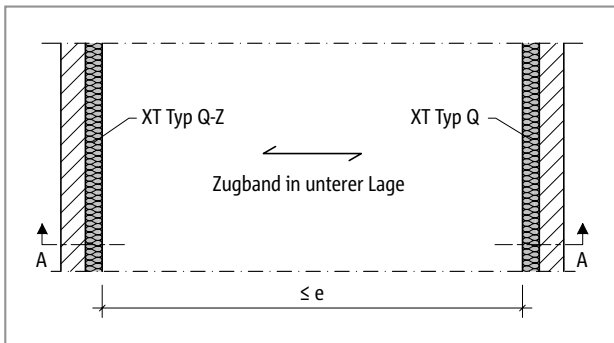 XT Typ Q-Z
XT Typ Q
Zugband in unterer Lage
A
A
≤ e